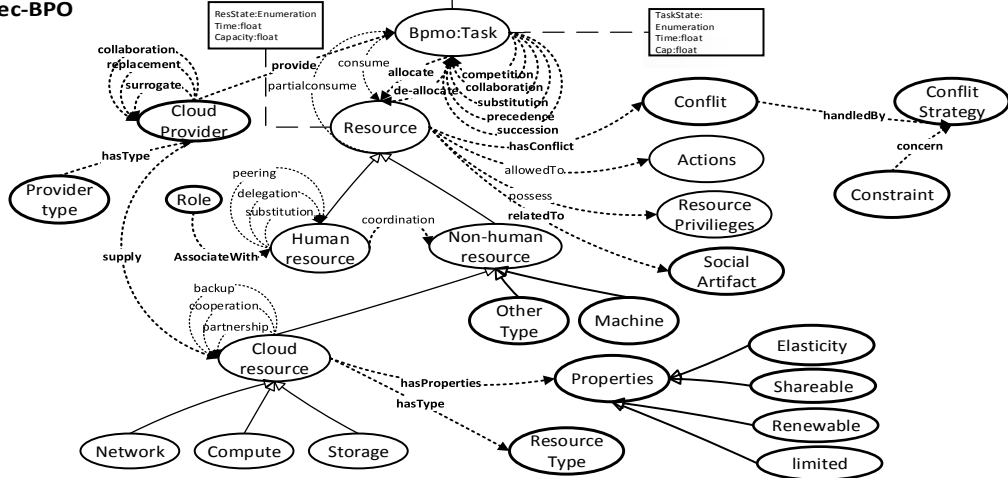 ec-BPO
ResState:Enumeration
Time:float
Capacity:float
Bpmo:Task
TaskState:
Enumeration
Time:float
Cap:float
collaboration
replacement
surrogate
provide
consume
partialconsume
allocate
de-allocate
competition
collaboration
substitution
precedence
succession
hasConflict
Cloud
Provider
Resource
Conflit
handledBy
Conflit
Strategy
concern
hasType
allowedTo
Actions
Constraint
Provider
type
Role
peering
delegation
substitution
coordination
possess
relatedTo
Resource
Privilieges
supply
AssociateWith
Human
resource
Non-human
resource
Social
Artifact
backup
cooperation
partnership
Other
Type
Machine
Cloud
resource
hasProperties
hasType
Properties
Elasticity
Shareable
Renewable
limited
Network
Compute
Storage
Resource
Type